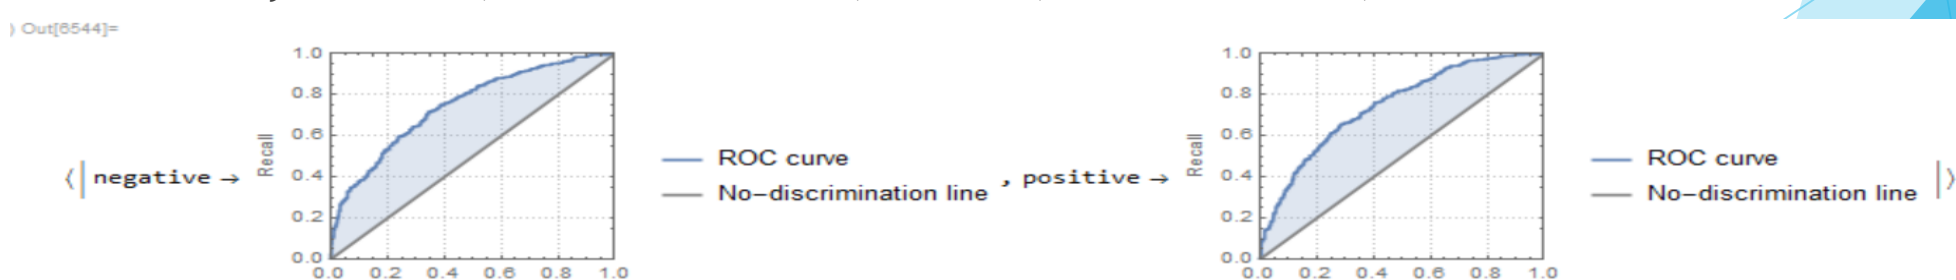 ) Out[6544]=
1.0
0.8
0.6
0.4
0.2
0.0
Recall
0.0 0.2 0.4 0.6 0.8 1.0
⟨| negative →
ROC curve
No−discrimination line
, positive →
1.0
0.8
0.6
0.4
0.2
0.0
Recall
0.0 0.2 0.4 0.6 0.8 1.0
ROC curve
No−discrimination line
|⟩